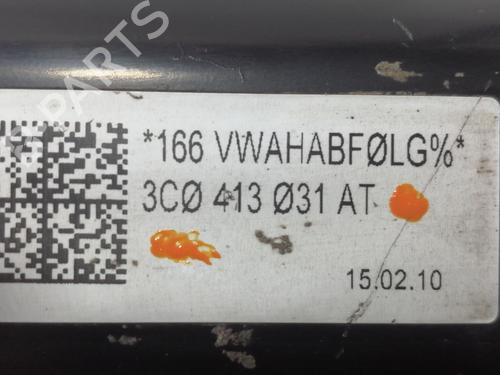 *166 VWAHABFØLG%*
3CØ 413 Ø31 AT
15.02.10